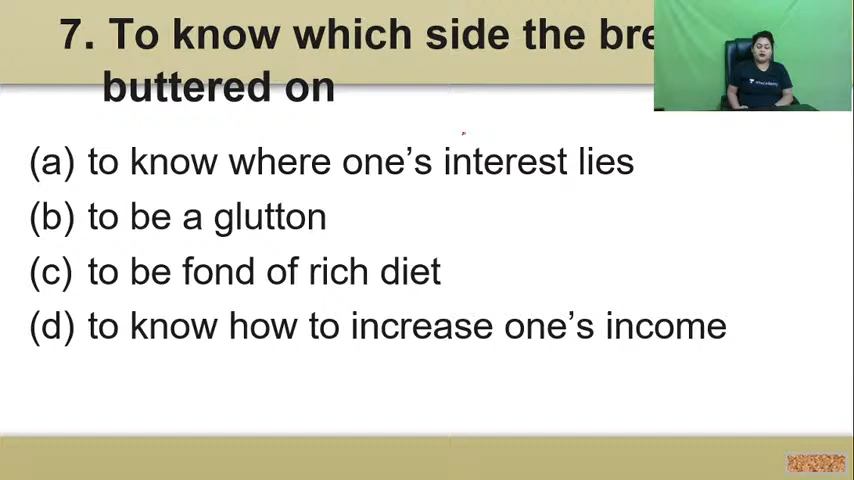 7. To know which side the
buttered on
(a) to know where one’s interest lies
(b) to be a glutton
(c) to be fond of rich diet
(d) to know how to increase one’s income